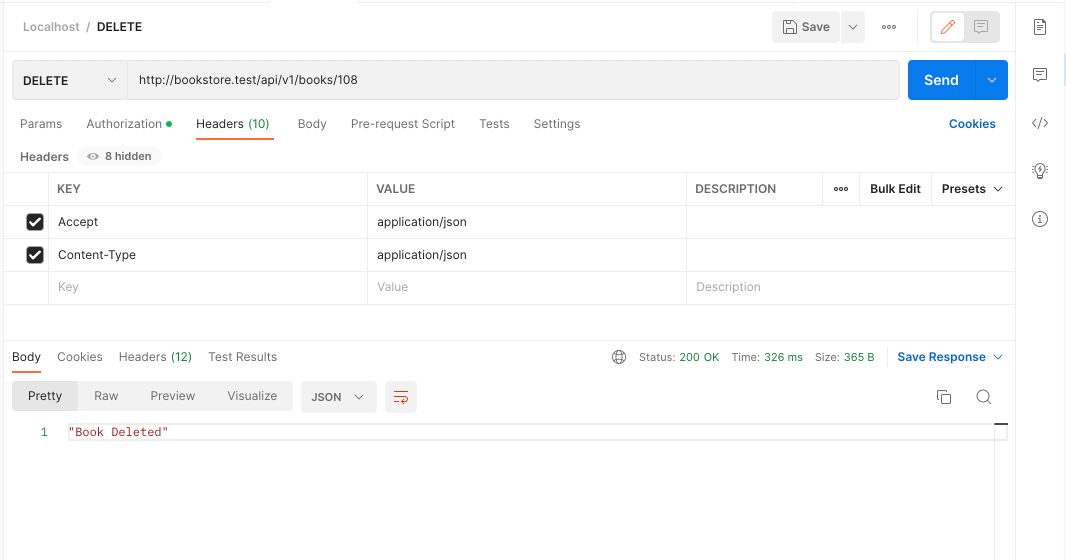 Localhost / DELETE
Save
DELETE
http://bookstore.test/api/v1/books/108
Send
Params Authorization Headers (10) Body Pre-request Script Tests Settings Cookies
Headers 8 hidden
KEY VALUE DESCRIPTION Bulk Edit Presets
Accept application/json
Content-Type application/json
Key Value Description
Body Cookies Headers (12) Test Results Status: 200 OK Time: 326 ms Size: 365 B Save Response
Pretty Raw Preview Visualize JSON
1 "Book Deleted"